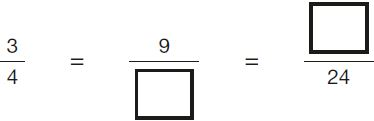 3/4 = 9/□ = □/24